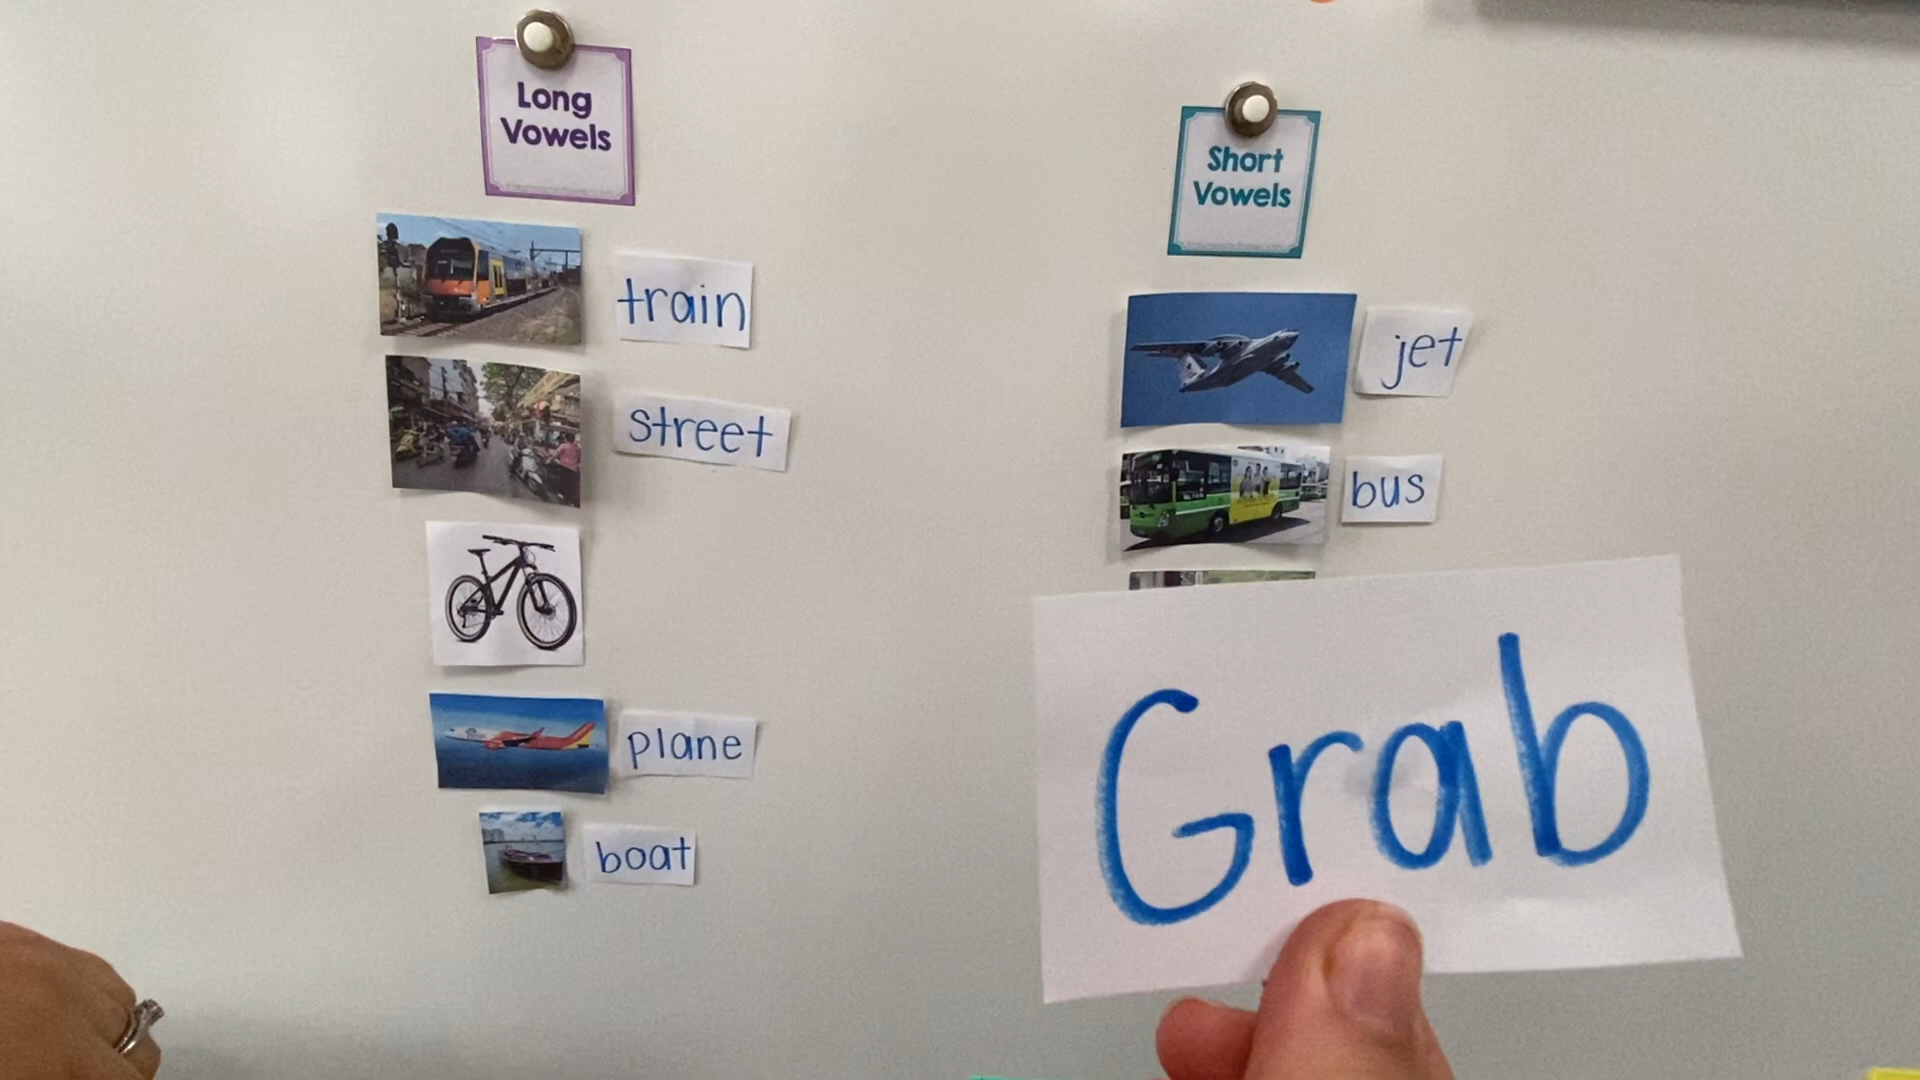 Long
Vowels
train
street
plane
boat
Short
Vowels
jet
bus
Grab